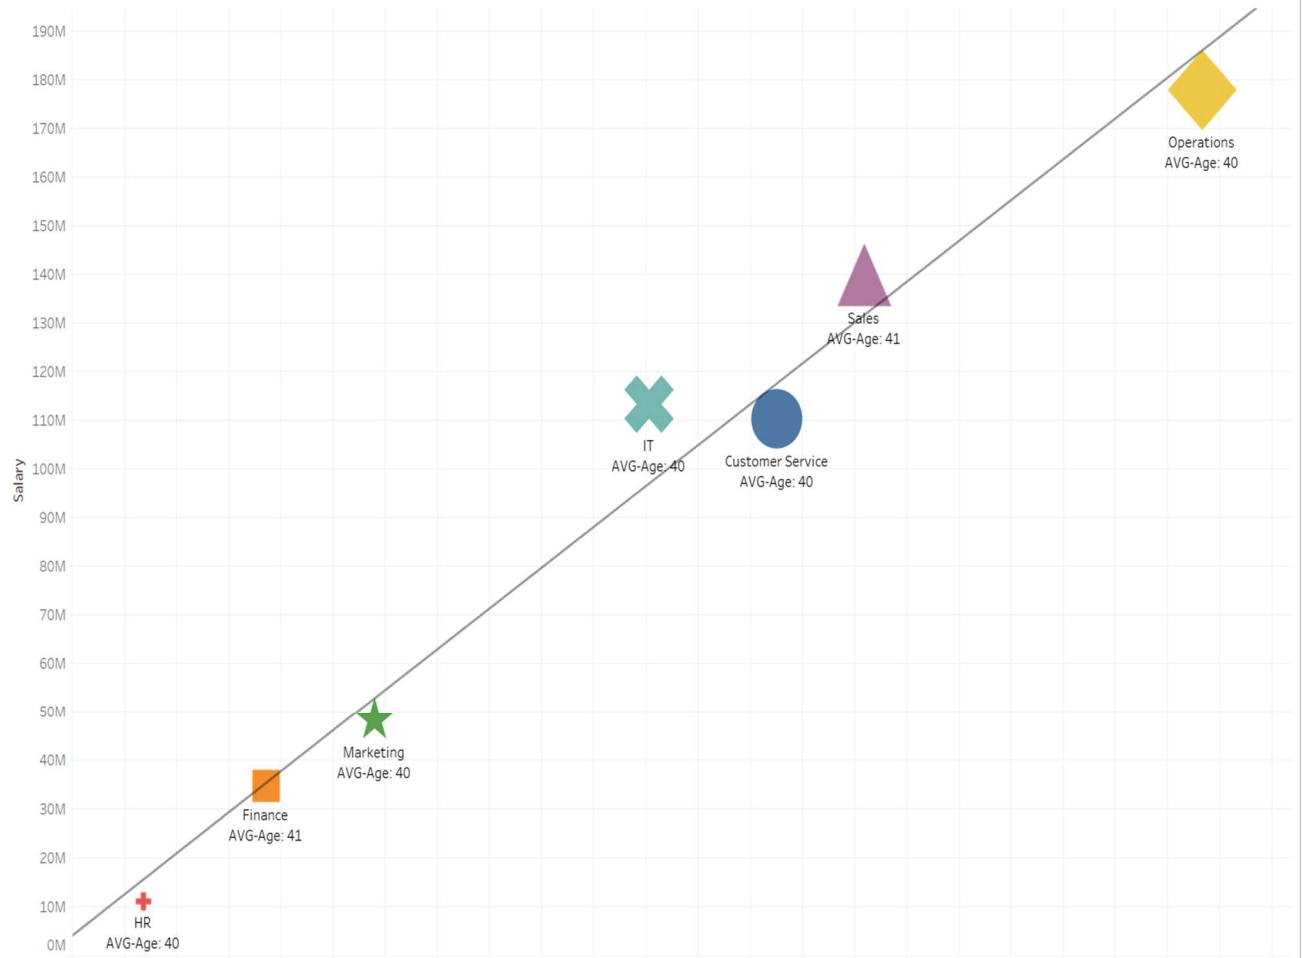 190M
180M
170M
160M
150M
140M
130M
120M
110M
100M
90M
80M
70M
60M
50M
40M
30M
20M
10M
0M
Salary
Operations
AVG-Age: 40
Sales
AVG-Age: 41
IT
AVG-Age: 40
Customer Service
AVG-Age: 40
Marketing
AVG-Age: 40
Finance
AVG-Age: 41
HR
AVG-Age: 40